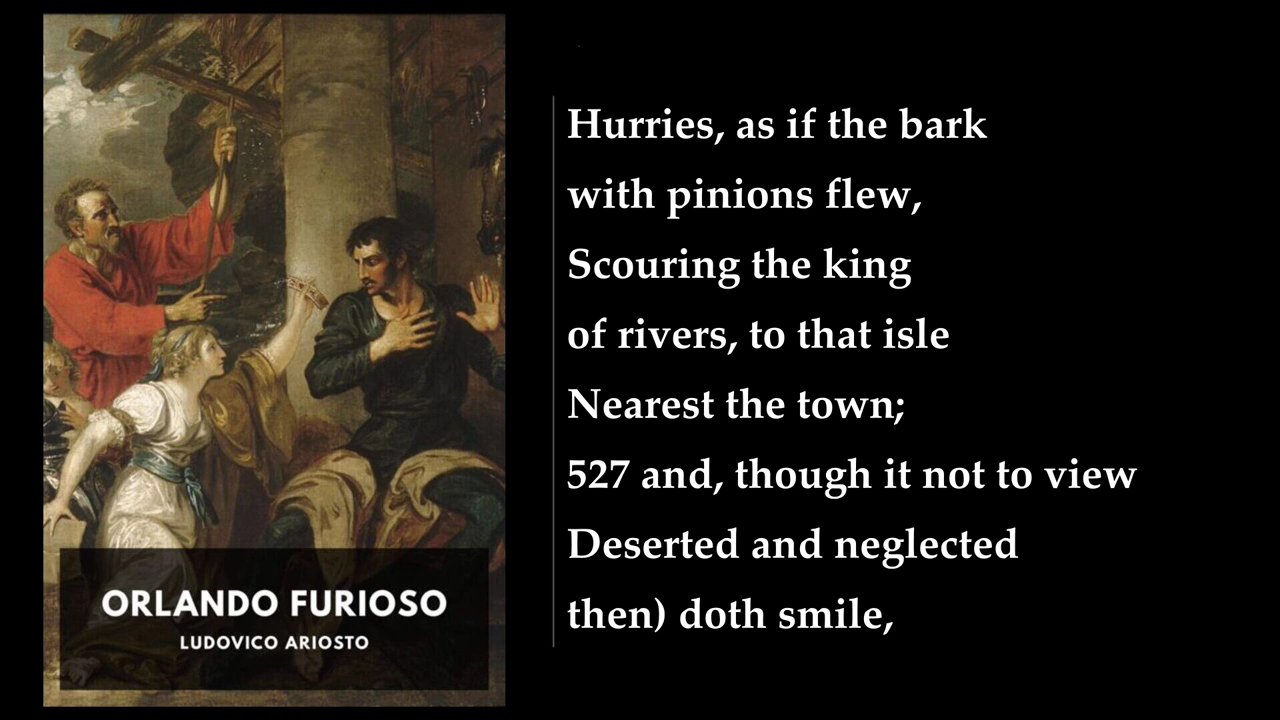 Hurries, as if the bark
with pinions flew,
Scouring the king
of rivers, to that isle
Nearest the town;
527 and, though it not to view
Deserted and neglected
then) doth smile,
ORLANDO FURIOSO
LUDOVICO ARIOSTO